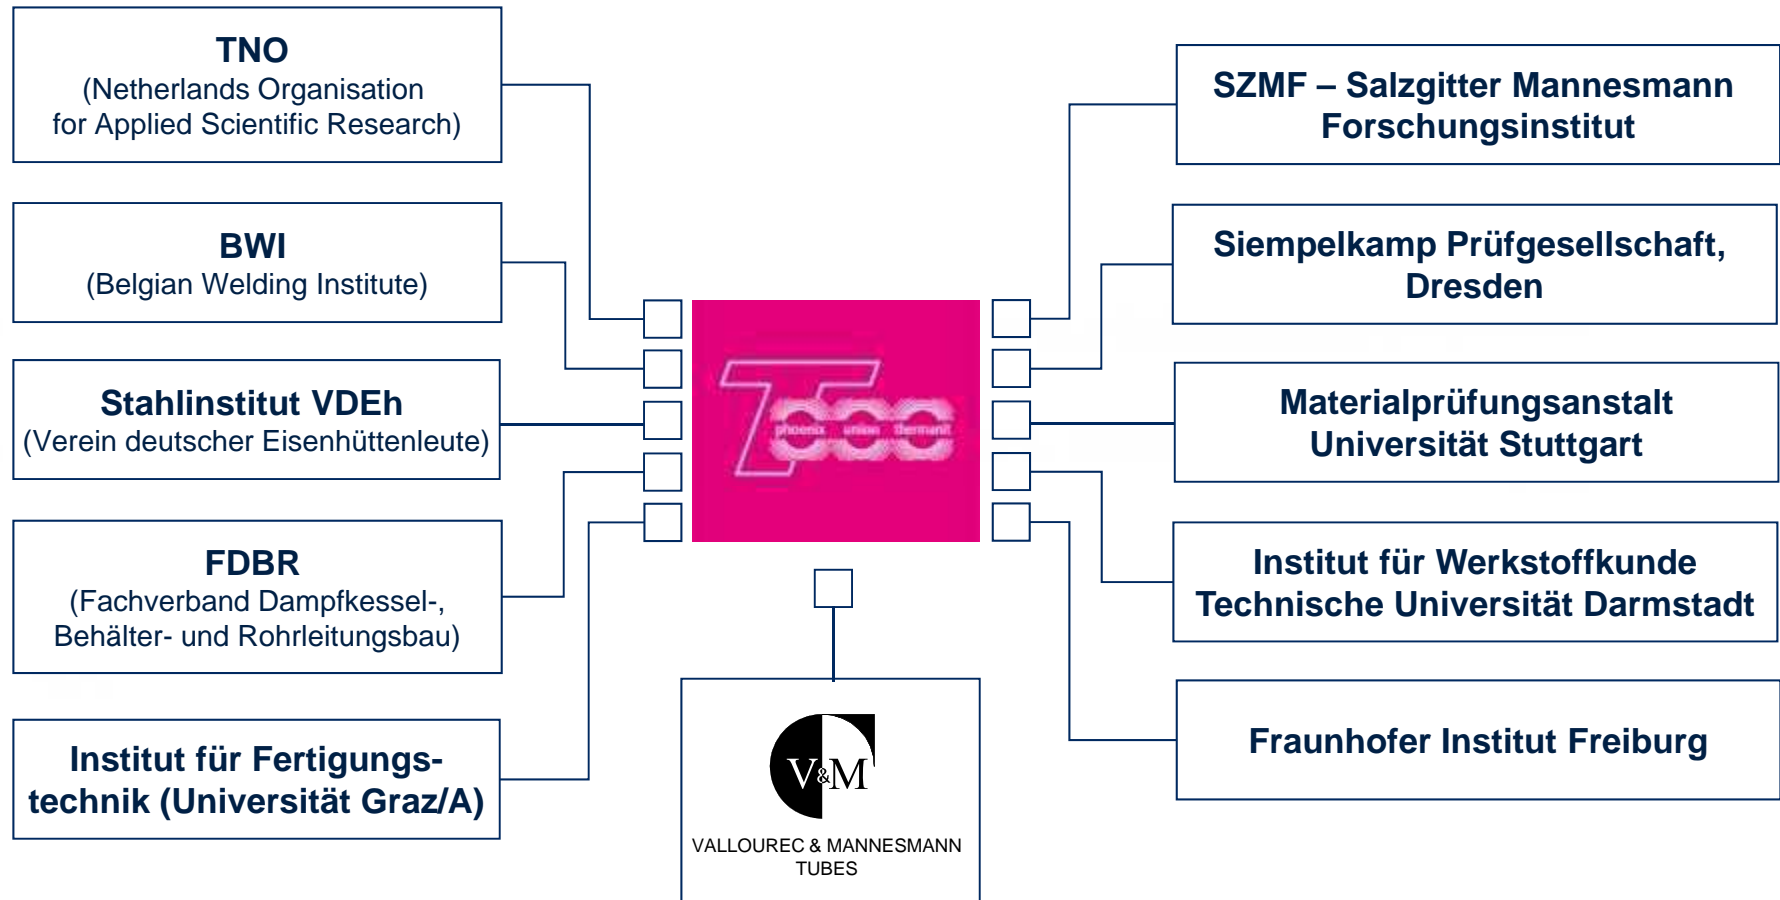 TNO
(Netherlands Organisation
for Applied Scientific Research)
BWI
(Belgian Welding Institute)
Stahlinstitut VDEh
(Verein deutscher Eisenhüttenleute)
FDBR
(Fachverband Dampfkessel-,
Behälter- und Rohrleitungsbau)
Institut für Fertigungs-
technik (Universität Graz/A)
T
phoenix union thermanit
V&M
VALLOUREC & MANNESMANN
TUBES
SZMF – Salzgitter Mannesmann
Forschungsinstitut
Siempelkamp Prüfgesellschaft,
Dresden
Materialprüfungsanstalt
Universität Stuttgart
Institut für Werkstoffkunde
Technische Universität Darmstadt
Fraunhofer Institut Freiburg